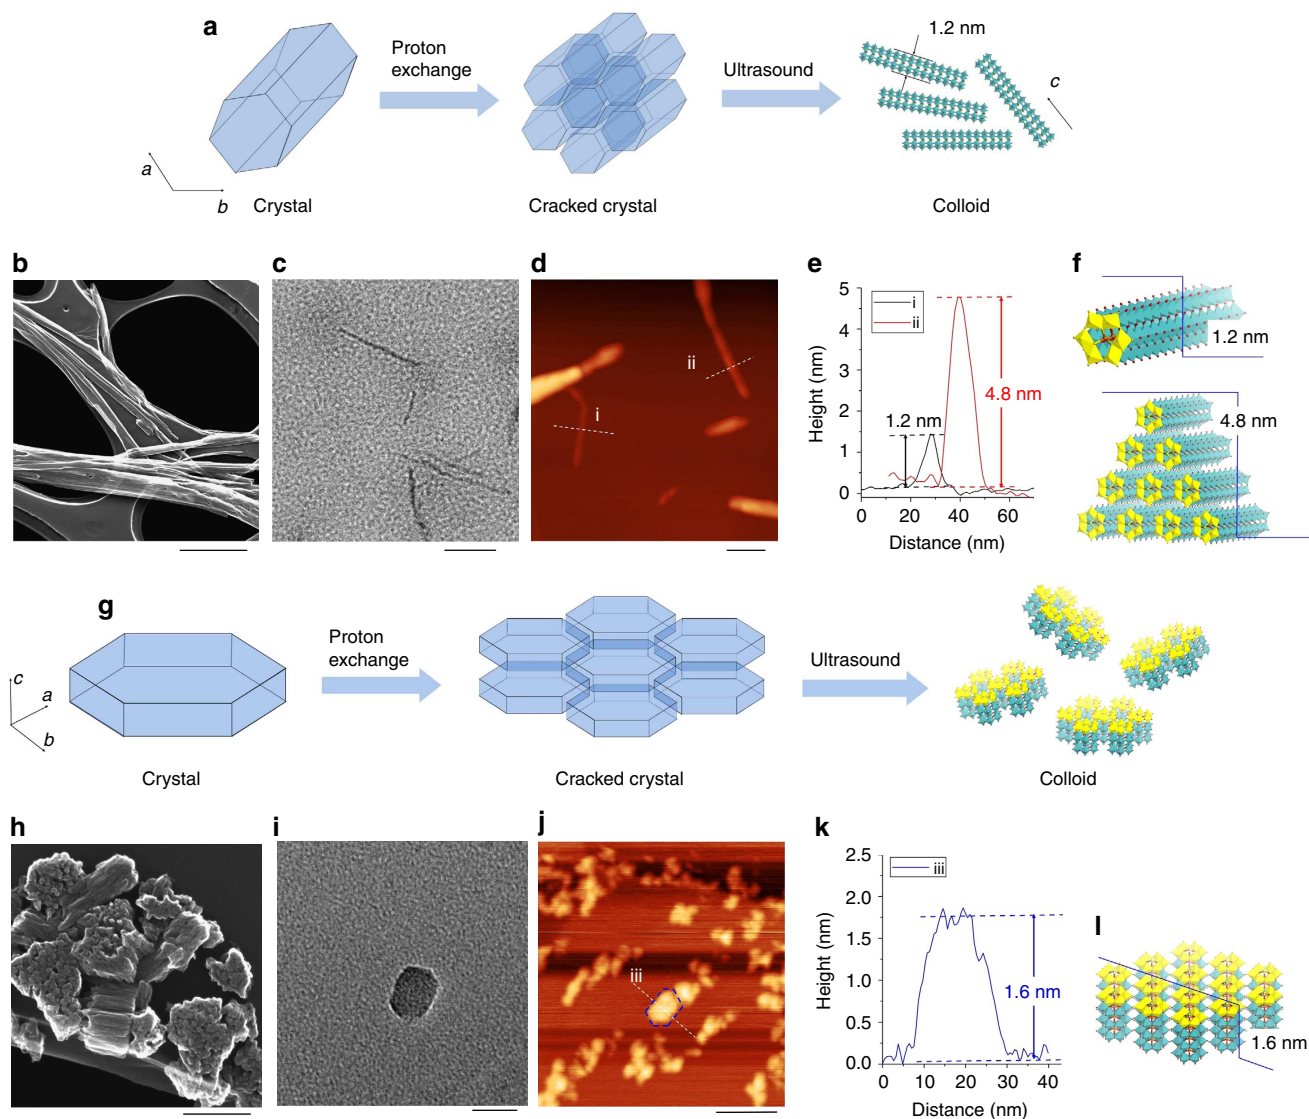 a
Proton
exchange
Ultrasound
1.2 nm
c
a
b
Crystal
Cracked crystal
Colloid
b
c
d
e
f
i
ii
i
ii
5
4
3
2
1
0
Height (nm)
1.2 nm
4.8 nm
0
20
40
60
Distance (nm)
1.2 nm
4.8 nm
g
Proton
exchange
Ultrasound
c
a
b
Crystal
Cracked crystal
Colloid
h
i
j
k
l
iii
iii
2.5
2.0
1.5
1.0
0.5
0.0
Height (nm)
1.6 nm
0
10
20
30
40
Distance (nm)
1.6 nm